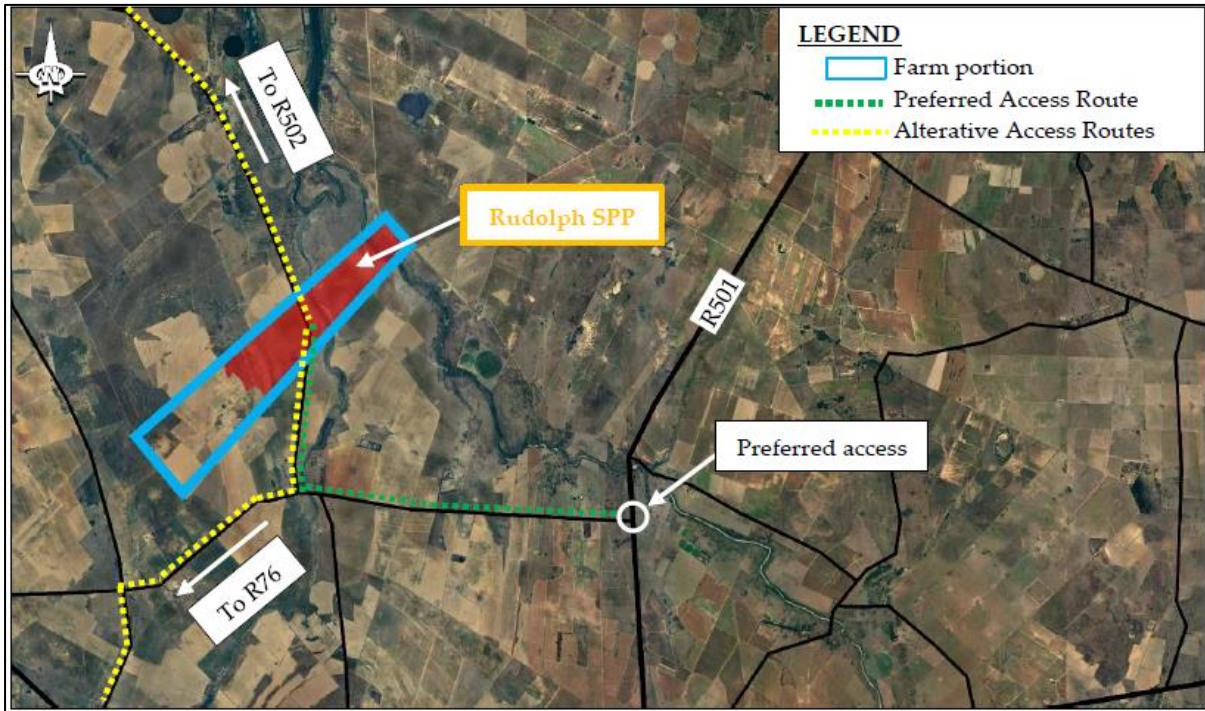 LEGEND
Farm portion
Preferred Access Route
Alterative Access Routes
To R502
Rudolph SPP
R501
Preferred access
To R76